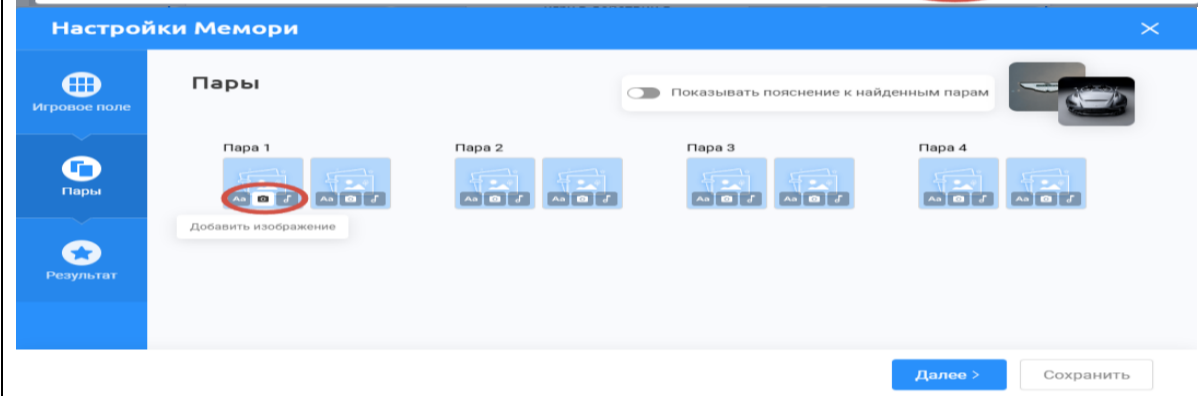 Настройки Мемори
Игровое поле
Пары
Результат
Пары
Показывать пояснение к найденным парам
Пара 1
Пара 2
Пара 3
Пара 4
Aa
Aa
Aa
Aa
Aa
Aa
Aa
Aa
Добавить изображение
Далее >
Сохранить